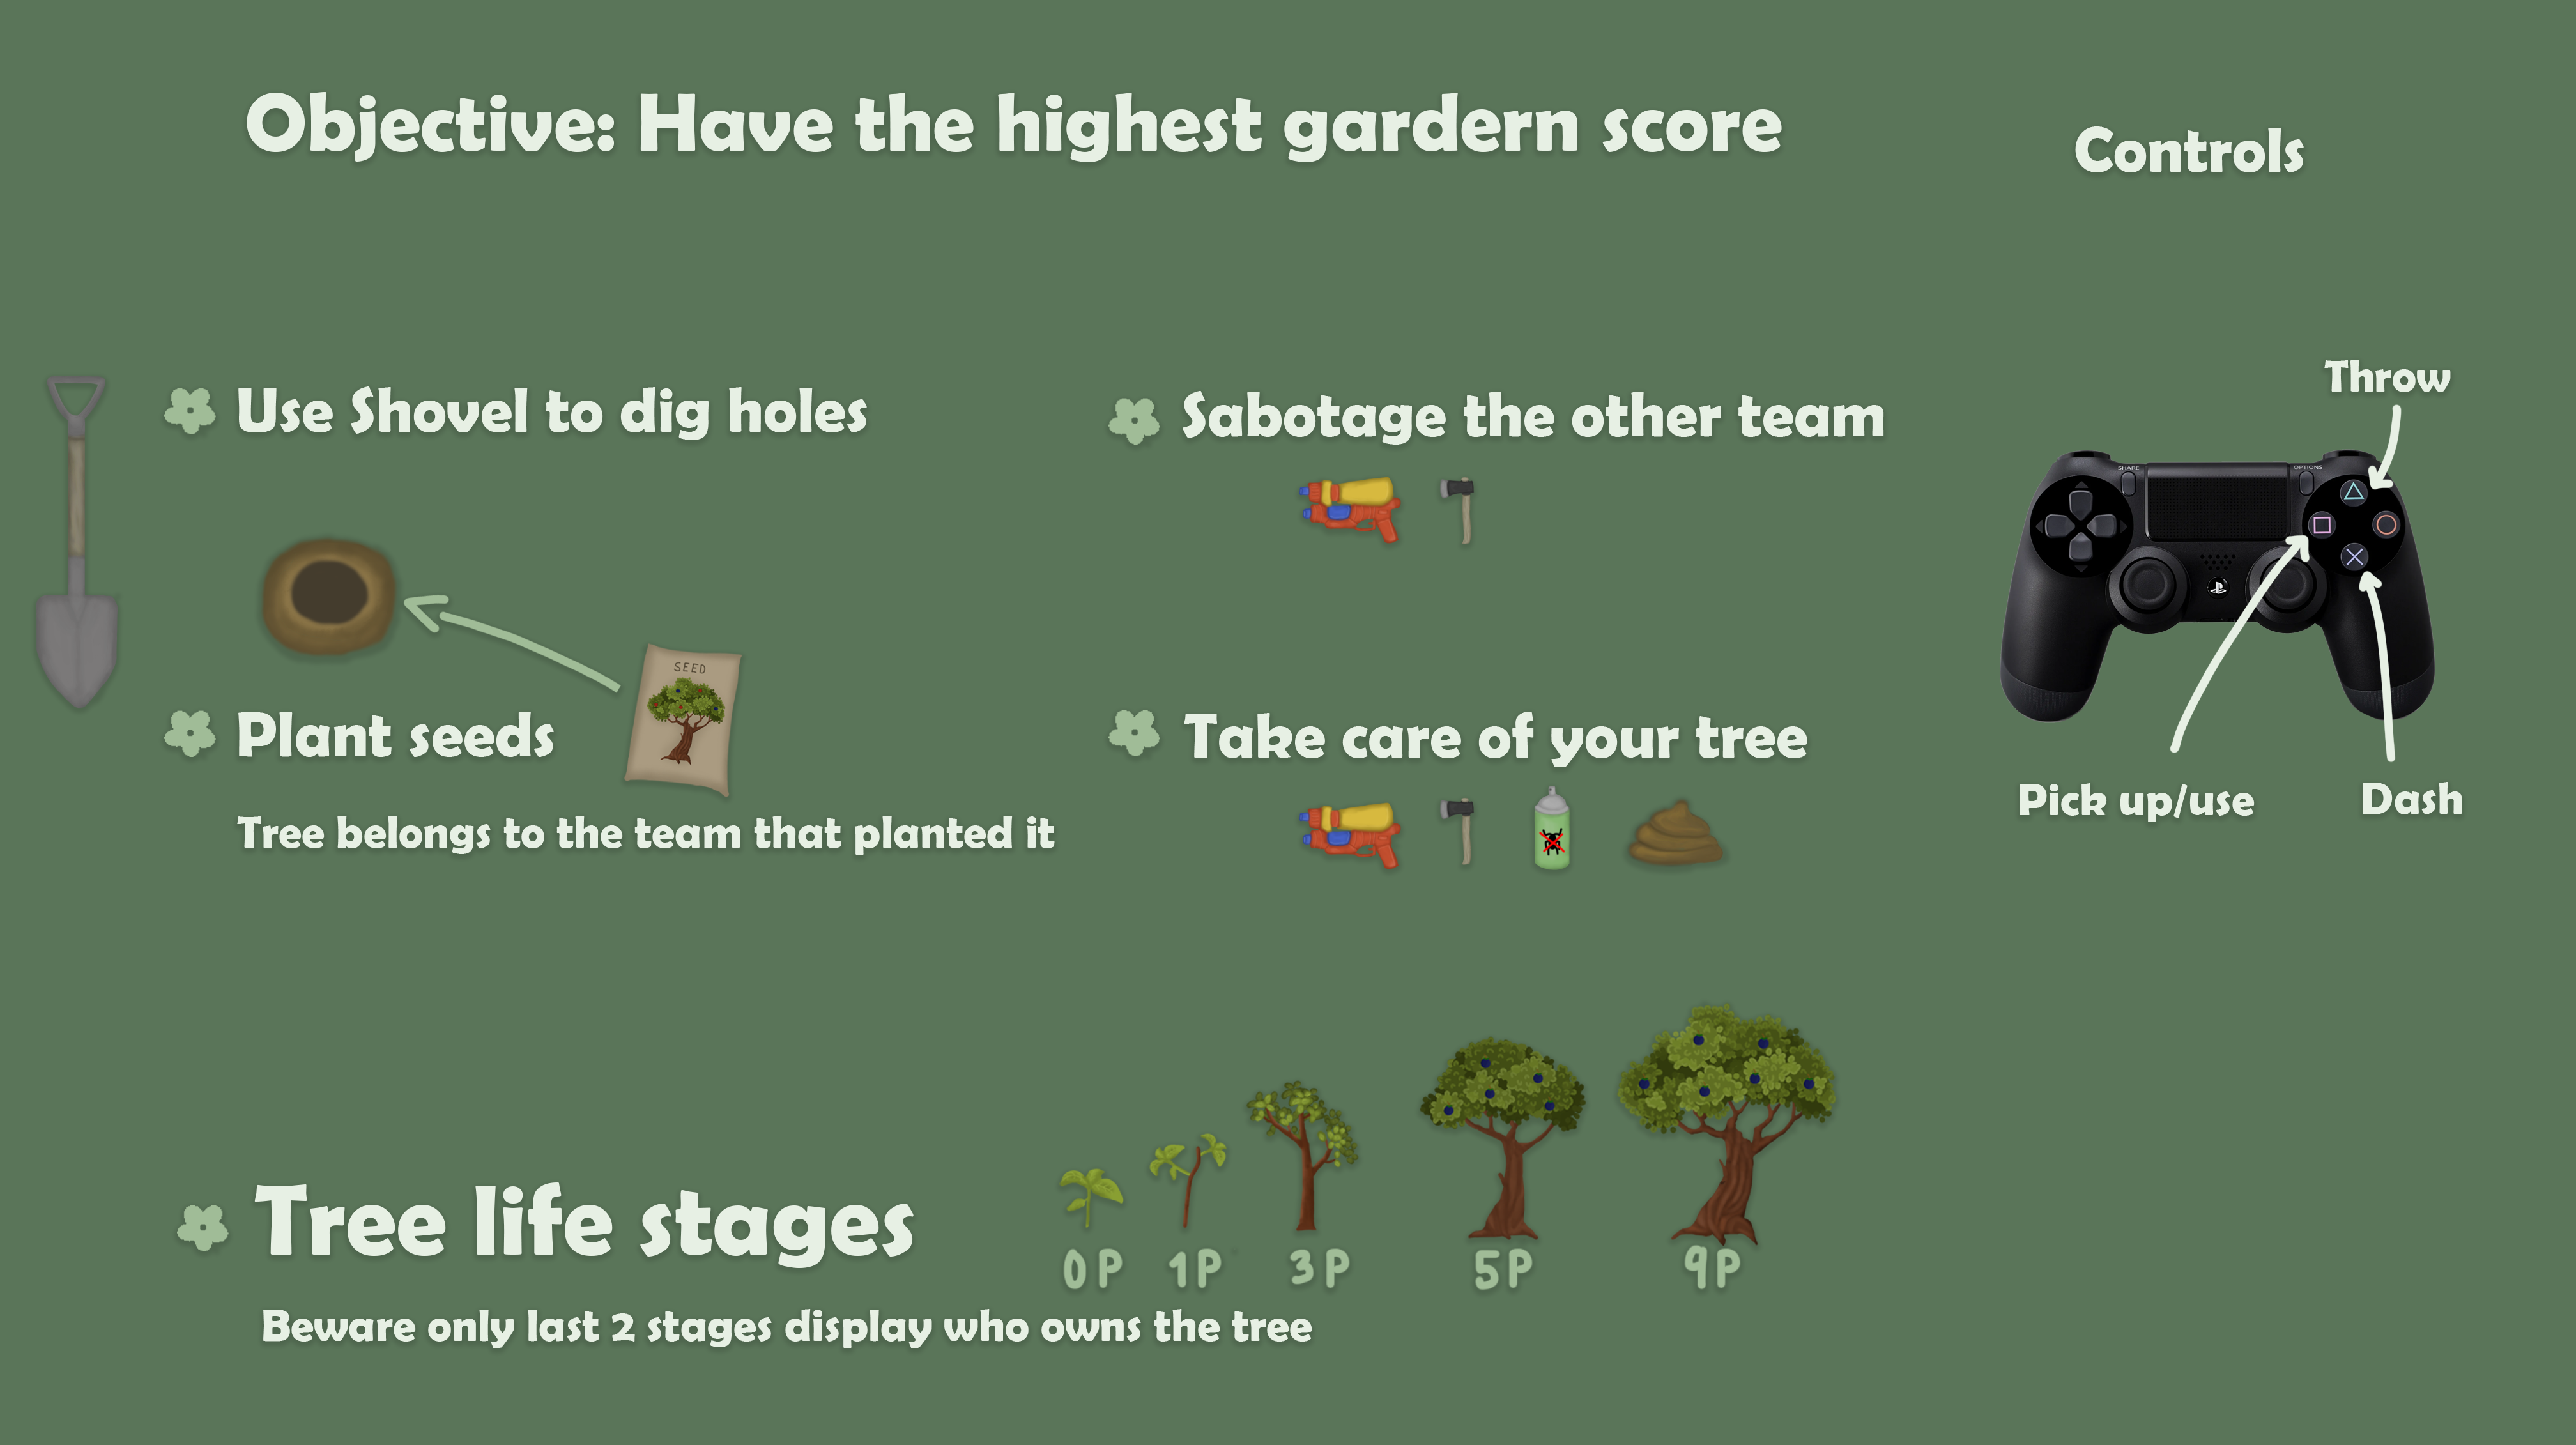 Objective: Have the highest gardern score
Controls
Use Shovel to dig holes
SEED
Plant seeds
Tree belongs to the team that planted it
Sabotage the other team
Take care of your tree
Throw
SHARE
OPTIONS
Pick up/use
Dash
Tree life stages
0P 1P 3P 5P 9P
Beware only last 2 stages display who owns the tree